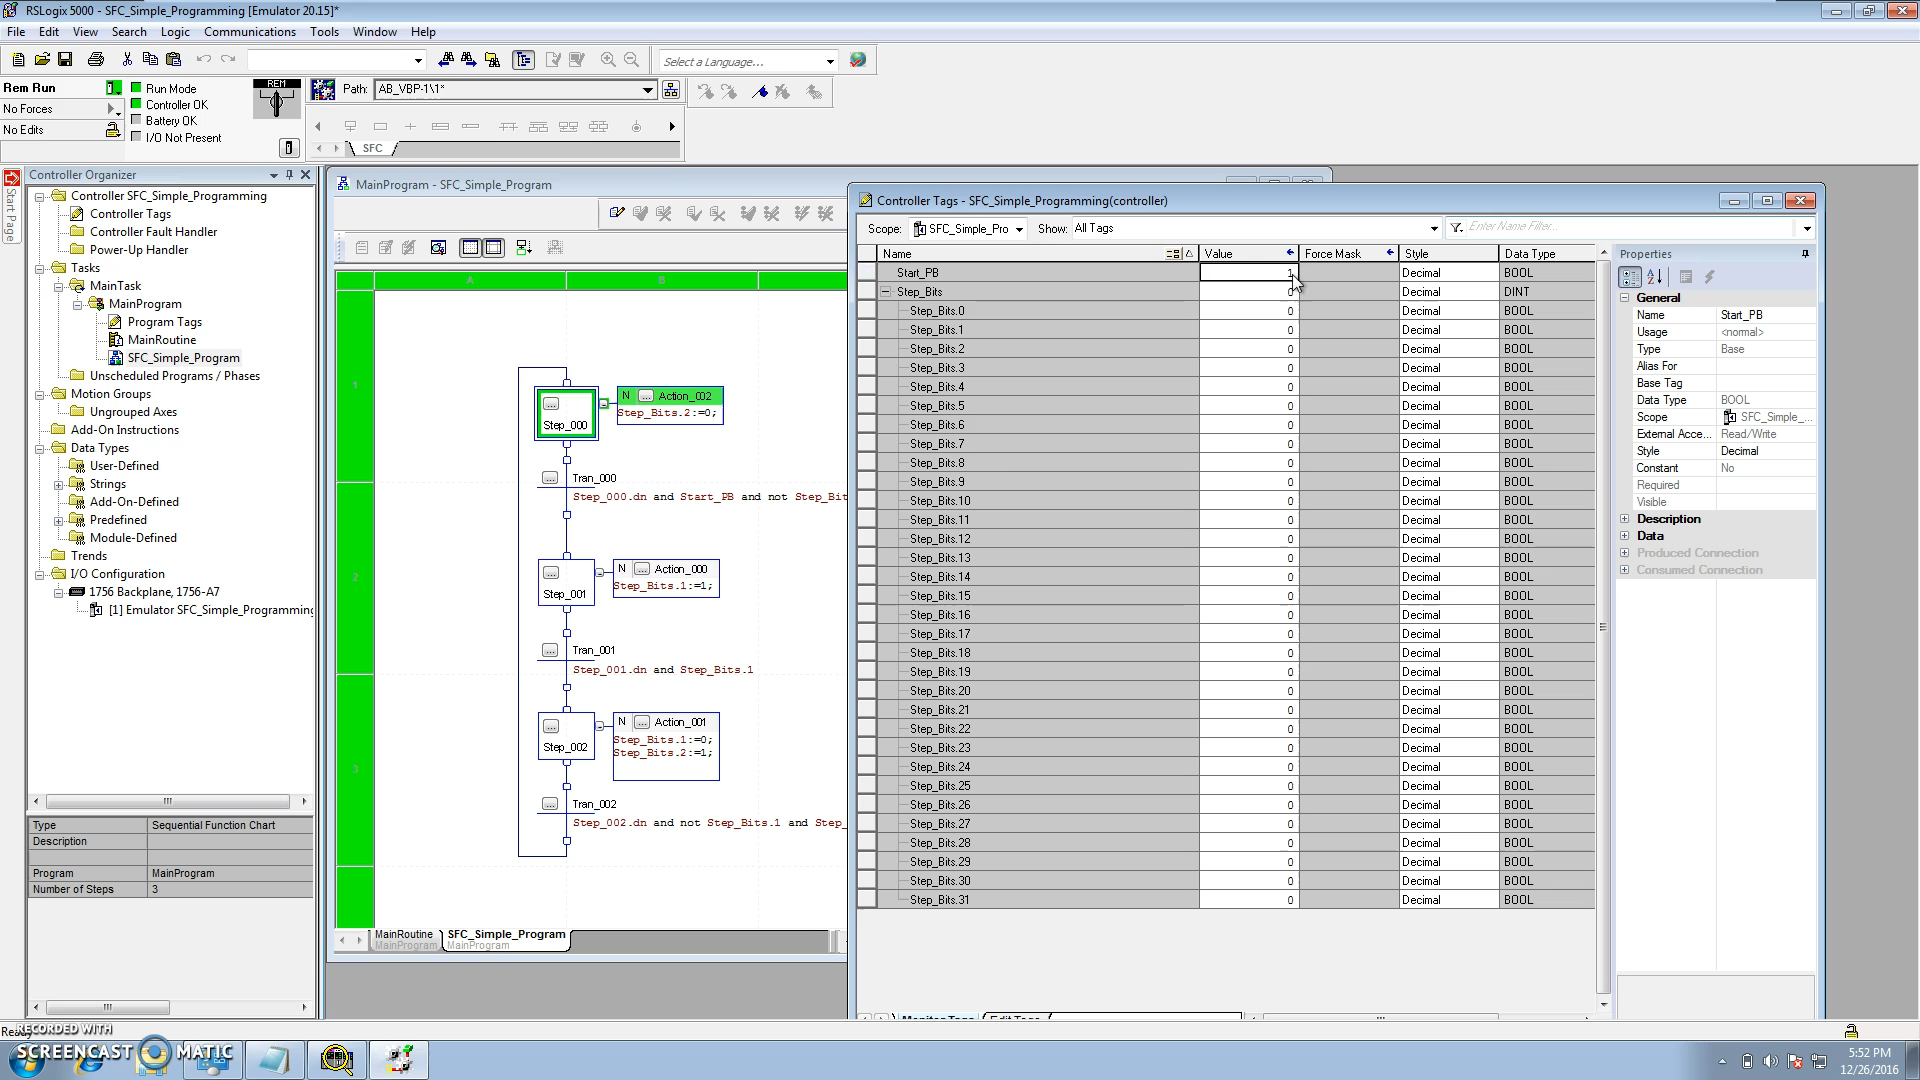 RSLogix 5000 - SFC_Simple_Programming [Emulator 20.15]*
File Edit View Search Logic Communications Tools Window Help
Select a Language...
Rem Run
No Forces
No Edits
Run Mode
Controller OK
Battery OK
I/O Not Present
REM
Path: AB_VBP-1\1*
SFC
Start Page
Controller Organizer
Controller SFC_Simple_Programming
Controller Tags
Controller Fault Handler
Power-Up Handler
Tasks
MainTask
MainProgram
Program Tags
MainRoutine
SFC_Simple_Program
Unscheduled Programs / Phases
Motion Groups
Ungrouped Axes
Add-On Instructions
Data Types
User-Defined
Strings
Add-On-Defined
Predefined
Module-Defined
Trends
I/O Configuration
1756 Backplane, 1756-A7
[1] Emulator SFC_Simple_Programming
Type Sequential Function Chart
Description
Program MainProgram
Number of Steps 3
MainProgram - SFC_Simple_Program
A B
1
2
3
Step_000
N ... Action_002
Step_Bits.2:=0;
Tran_000
Step_000.dn and Start_PB and not Step_Bit
Step_001
N ... Action_000
Step_Bits.1:=1;
Tran_001
Step_001.dn and Step_Bits.1
Step_002
N ... Action_001
Step_Bits.1:=0;
Step_Bits.2:=1;
Tran_002
Step_002.dn and not Step_Bits.1 and Step_
MainRoutine
MainProgram
SFC_Simple_Program
MainProgram
Controller Tags - SFC_Simple_Programming(controller)
Scope: SFC_Simple_Pro Show: All Tags Enter Name Filter...
Name Value Force Mask Style Data Type
Start_PB 1 Decimal BOOL
Step_Bits 0 Decimal DINT
Step_Bits.0 0 Decimal BOOL
Step_Bits.1 0 Decimal BOOL
Step_Bits.2 0 Decimal BOOL
Step_Bits.3 0 Decimal BOOL
Step_Bits.4 0 Decimal BOOL
Step_Bits.5 0 Decimal BOOL
Step_Bits.6 0 Decimal BOOL
Step_Bits.7 0 Decimal BOOL
Step_Bits.8 0 Decimal BOOL
Step_Bits.9 0 Decimal BOOL
Step_Bits.10 0 Decimal BOOL
Step_Bits.11 0 Decimal BOOL
Step_Bits.12 0 Decimal BOOL
Step_Bits.13 0 Decimal BOOL
Step_Bits.14 0 Decimal BOOL
Step_Bits.15 0 Decimal BOOL
Step_Bits.16 0 Decimal BOOL
Step_Bits.17 0 Decimal BOOL
Step_Bits.18 0 Decimal BOOL
Step_Bits.19 0 Decimal BOOL
Step_Bits.20 0 Decimal BOOL
Step_Bits.21 0 Decimal BOOL
Step_Bits.22 0 Decimal BOOL
Step_Bits.23 0 Decimal BOOL
Step_Bits.24 0 Decimal BOOL
Step_Bits.25 0 Decimal BOOL
Step_Bits.26 0 Decimal BOOL
Step_Bits.27 0 Decimal BOOL
Step_Bits.28 0 Decimal BOOL
Step_Bits.29 0 Decimal BOOL
Step_Bits.30 0 Decimal BOOL
Step_Bits.31 0 Decimal BOOL
Monitor Tags Edit Tags
Properties
General
Name Start_PB
Usage <normal>
Type Base
Alias For
Base Tag
Data Type BOOL
Scope SFC_Simple_...
External Acce... Read/Write
Style Decimal
Constant No
Required
Visible
Description
Data
Produced Connection
Consumed Connection
Ready
RECORDED WITH
SCREENCAST MATIC
5:52 PM
12/26/2016